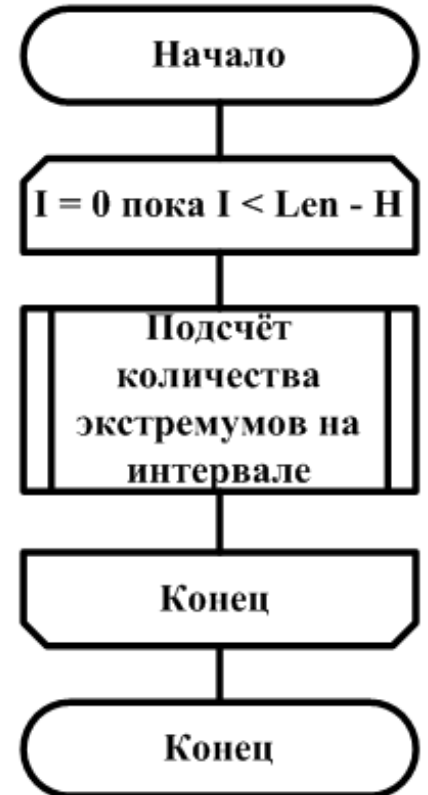 Начало
I = 0 пока I < Len - H
Подсчёт
количества
экстремумов на
интервале
Конец
Конец